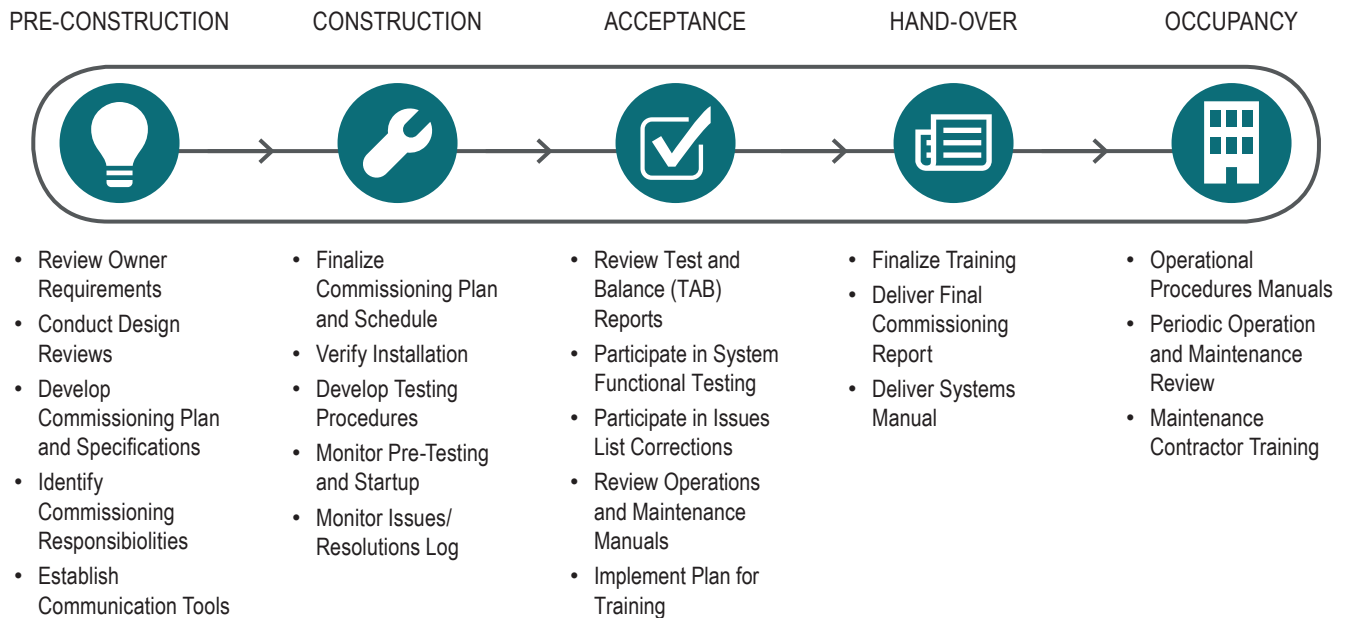 PRE-CONSTRUCTION
CONSTRUCTION
ACCEPTANCE
HAND-OVER
OCCUPANCY
• Review Owner
Requirements
• Conduct Design
Reviews
• Develop
Commissioning Plan
and Specifications
• Identify
Commissioning
Responsibiolities
• Establish
Communication Tools
• Finalize
Commissioning Plan
and Schedule
• Verify Installation
• Develop Testing
Procedures
• Monitor Pre-Testing
and Startup
• Monitor Issues/
Resolutions Log
• Review Test and
Balance (TAB)
Reports
• Participate in System
Functional Testing
• Participate in Issues
List Corrections
• Review Operations
and Maintenance
Manuals
• Implement Plan for
Training
• Finalize Training
• Deliver Final
Commissioning
Report
• Deliver Systems
Manual
• Operational
Procedures Manuals
• Periodic Operation
and Maintenance
Review
• Maintenance
Contractor Training